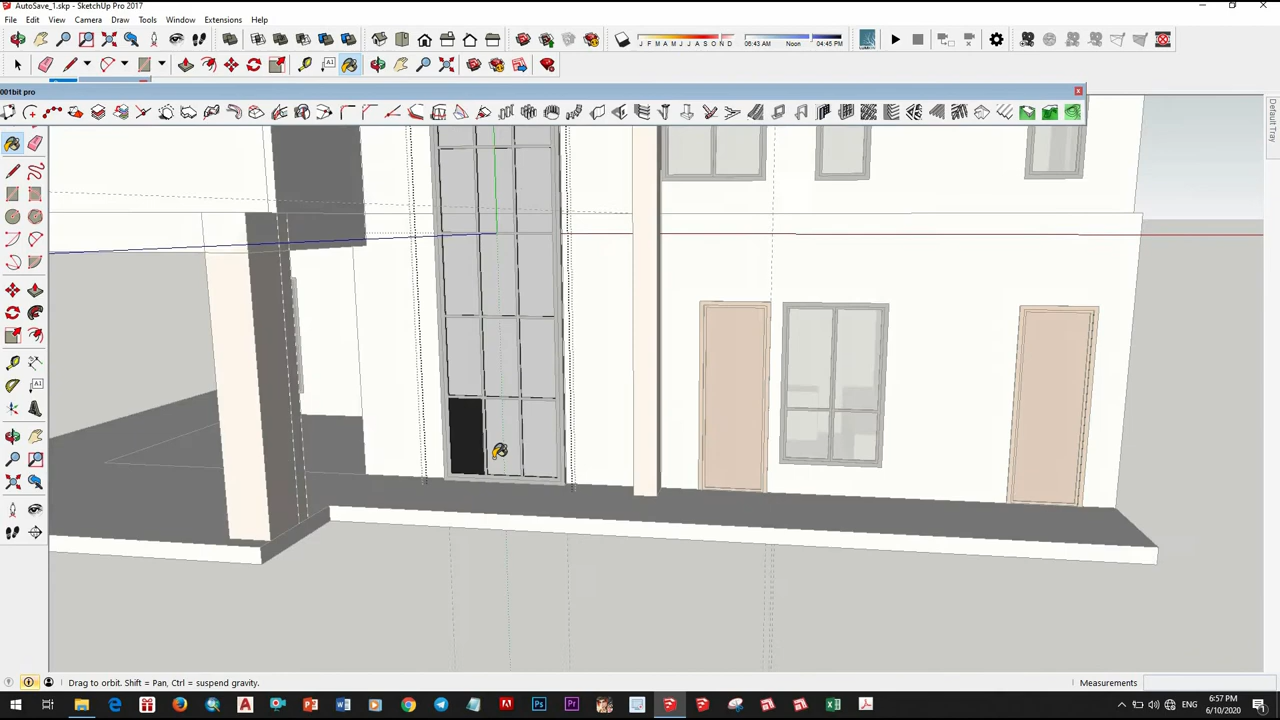 AutoSave_1.skp - SketchUp Pro 2017
File Edit View Camera Draw Tools Window Extensions Help
J F M A M J J A S O N D
06:43 AM Noon 04:45 PM
001bit pro
Default Tray
Drag to orbit. Shift = Pan, Ctrl = suspend gravity.
Measurements
6:57 PM
6/10/2020